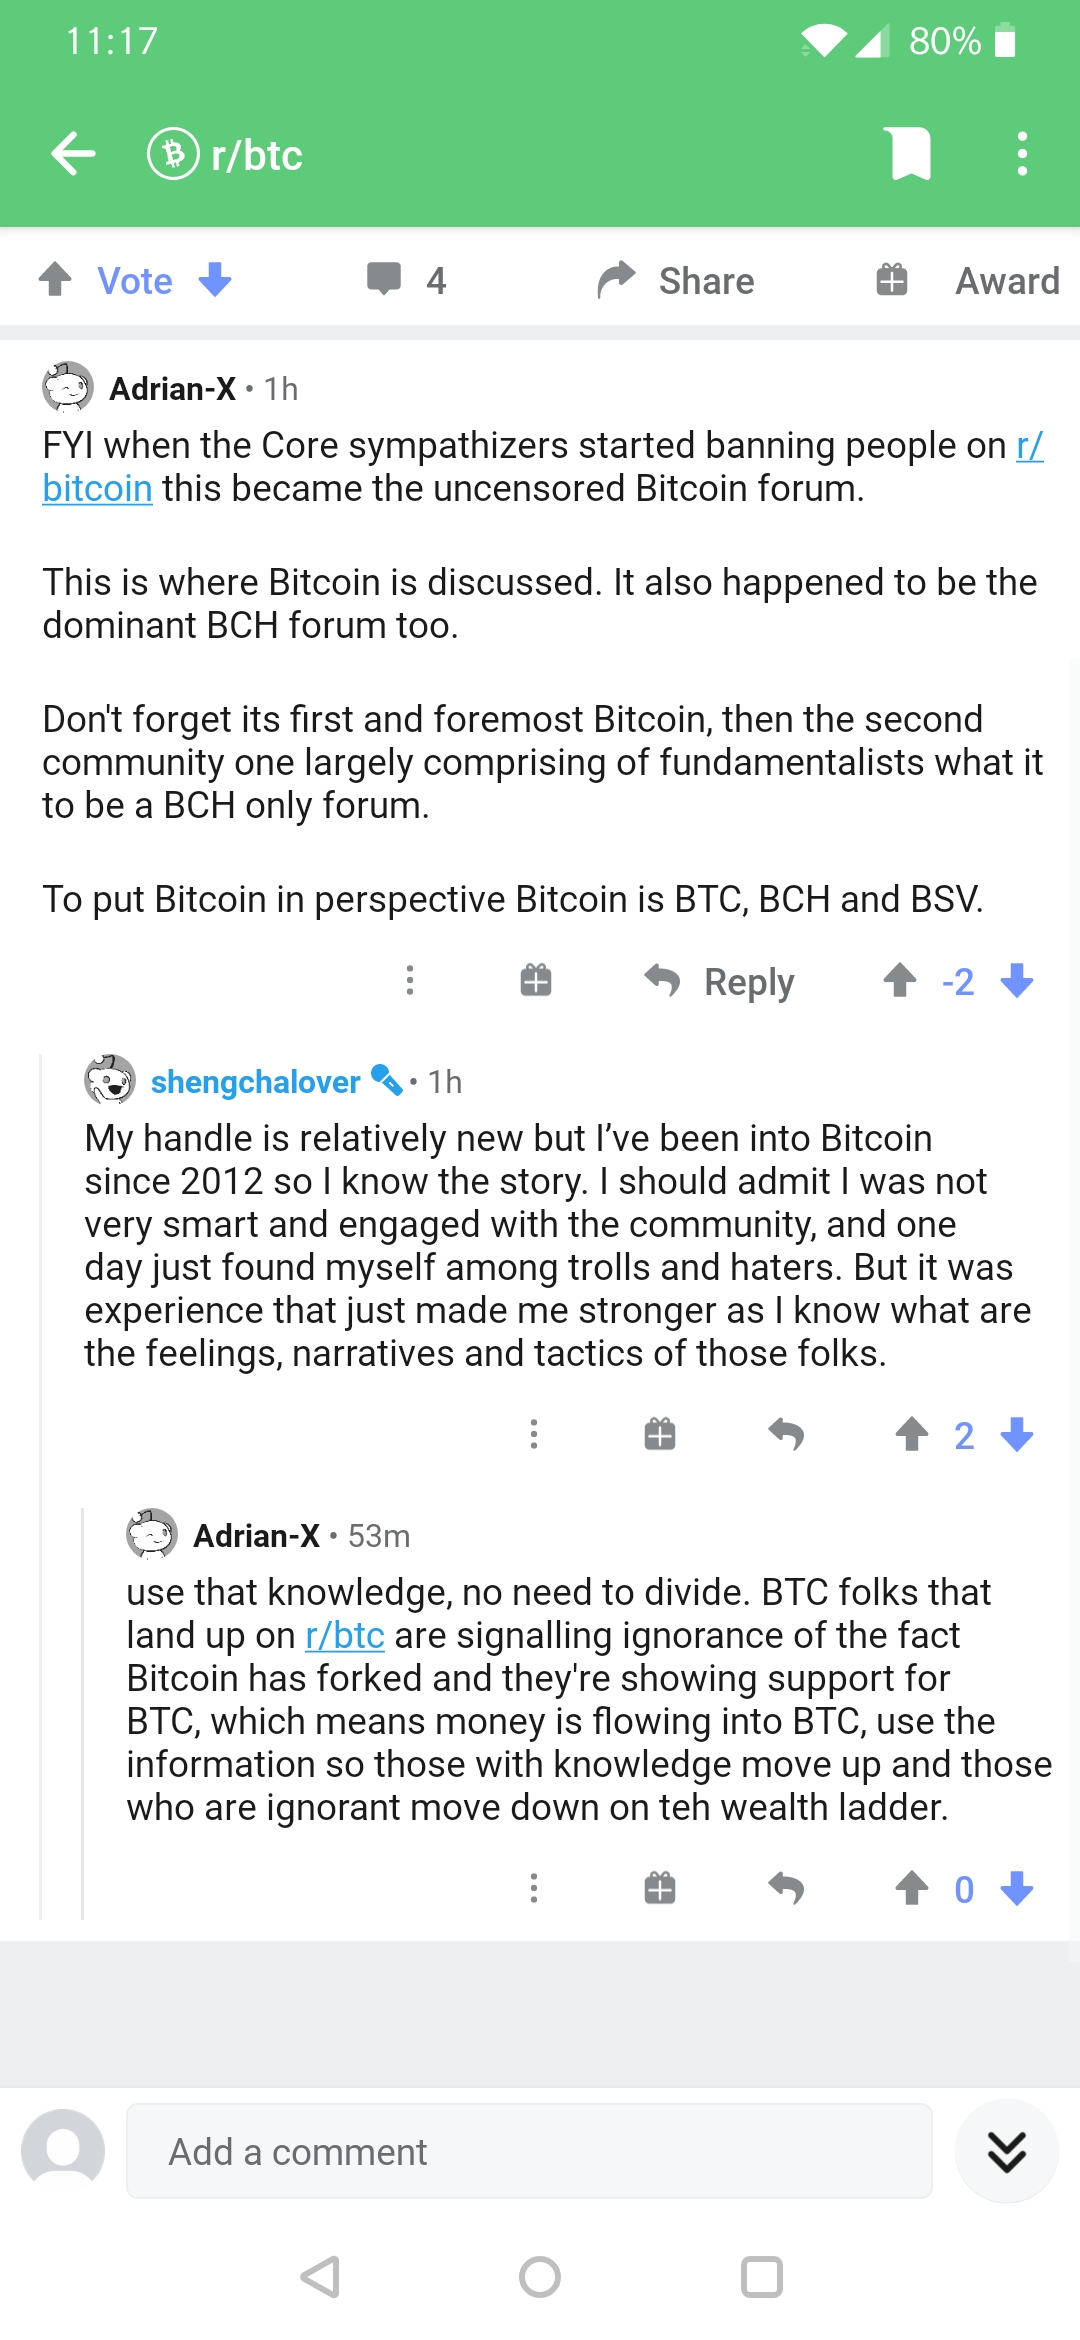 11:17
80%
r/btc
Vote
4
Share
Award
Adrian-X • 1h
FYI when the Core sympathizers started banning people on r/
bitcoin this became the uncensored Bitcoin forum.
This is where Bitcoin is discussed. It also happened to be the
dominant BCH forum too.
Don't forget its first and foremost Bitcoin, then the second
community one largely comprising of fundamentalists what it
to be a BCH only forum.
To put Bitcoin in perspective Bitcoin is BTC, BCH and BSV.
Reply
-2
shengchalover • 1h
My handle is relatively new but I’ve been into Bitcoin
since 2012 so I know the story. I should admit I was not
very smart and engaged with the community, and one
day just found myself among trolls and haters. But it was
experience that just made me stronger as I know what are
the feelings, narratives and tactics of those folks.
2
Adrian-X • 53m
use that knowledge, no need to divide. BTC folks that
land up on r/btc are signalling ignorance of the fact
Bitcoin has forked and they're showing support for
BTC, which means money is flowing into BTC, use the
information so those with knowledge move up and those
who are ignorant move down on teh wealth ladder.
0
Add a comment